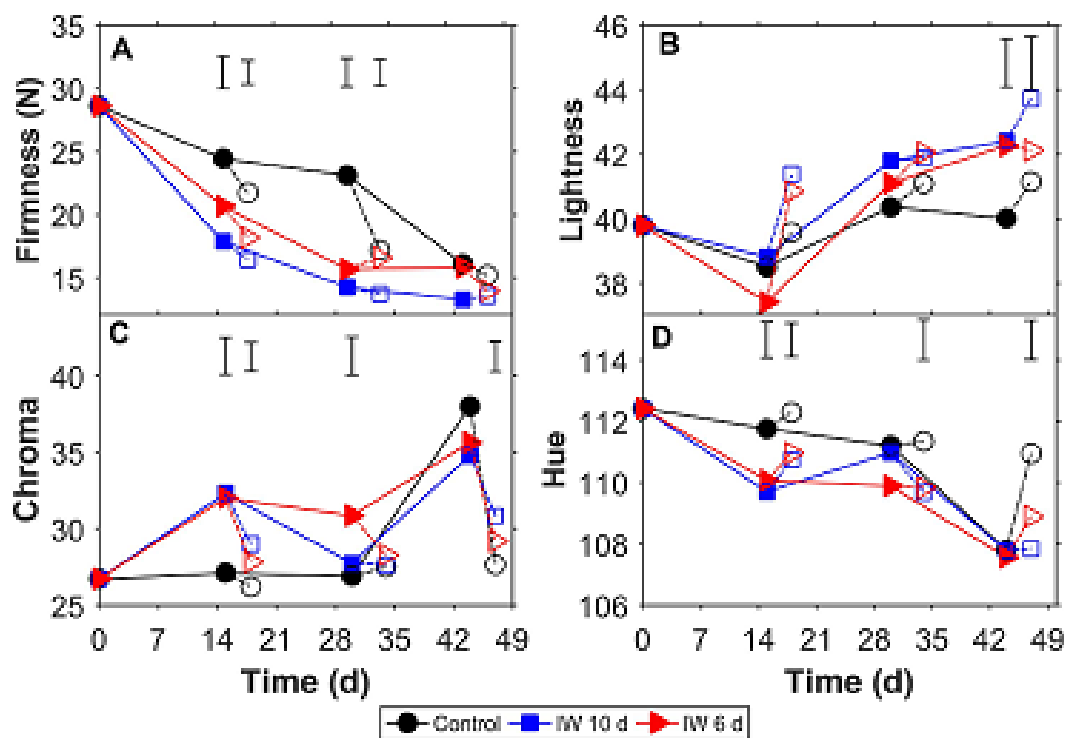 A
35
30
25
20
15
Firmness (N)
B
46
44
42
40
38
Lightness
C
40
35
30
25
Chroma
0 7 14 21 28 35 42 49
Time (d)
D
114
112
110
108
106
Hue
0 7 14 21 28 35 42 49
Time (d)
Control IW 10 d IW 6 d